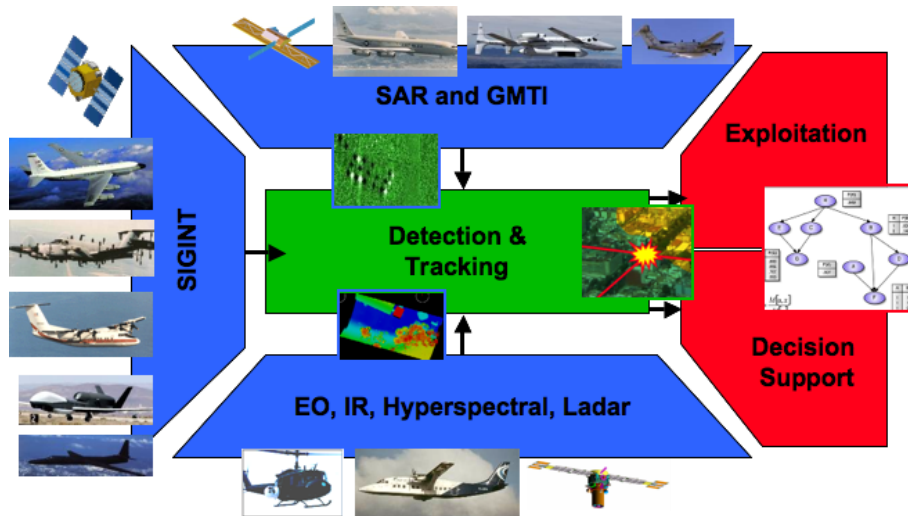 SAR and GMTI
Exploitation
SIGINT
Detection &
Tracking
Decision
Support
EO, IR, Hyperspectral, Ladar